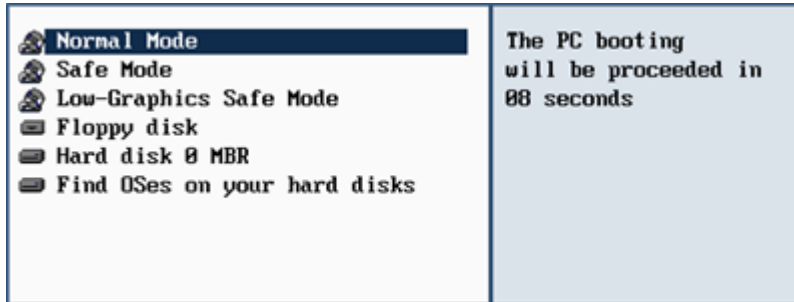 Normal Mode
Safe Mode
Low-Graphics Safe Mode
Floppy disk
Hard disk 0 MBR
Find OSes on your hard disks
The PC booting
will be proceeded in
08 seconds